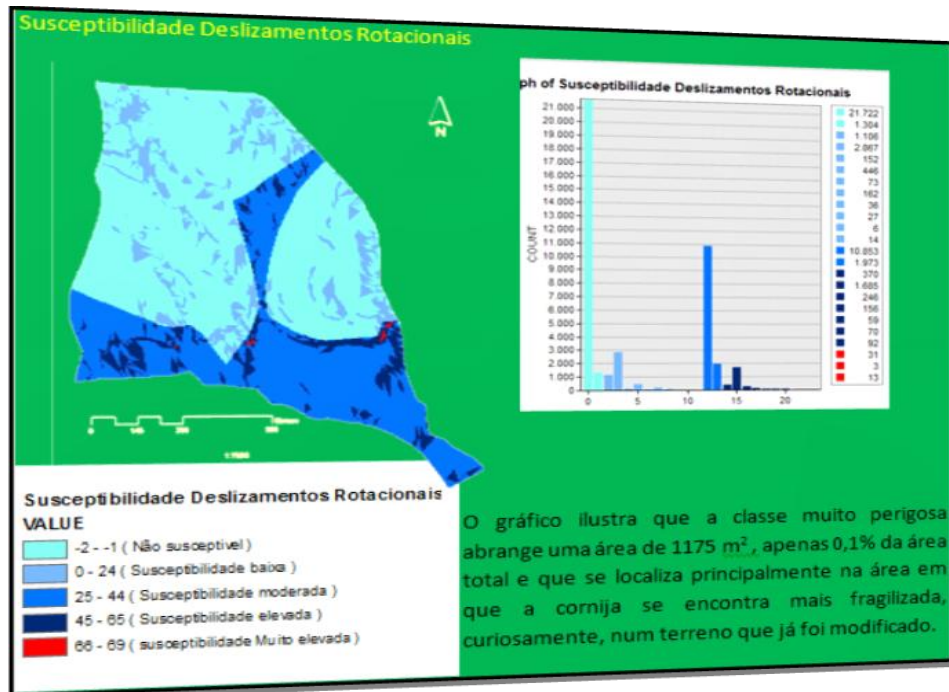 Susceptibilidade Deslizamentos Rotacionais
N
ph of Susceptibilidade Deslizamentos Rotacionais
COUNT
21.000
20.000
19.000
18.000
17.000
16.000
15.000
14.000
13.000
12.000
11.000
10.000
9.000
8.000
7.000
6.000
5.000
4.000
3.000
2.000
1.000
0
0 5 10 15 20
21.722
1.304
1.106
2.867
152
446
73
162
36
27
6
14
10.853
1.973
370
1.685
246
156
59
70
92
31
3
13
0
Susceptibilidade Deslizamentos Rotacionais
VALUE
-2 - -1 ( Não susceptivel )
0 - 24 ( Susceptibilidade baixa )
25 - 44 ( Susceptibilidade moderada )
45 - 65 ( Susceptibilidade elevada )
66 - 69 ( susceptibilidade Muito elevada )
O gráfico ilustra que a classe muito perigosa
abrange uma área de 1175 m², apenas 0,1% da área
total e que se localiza principalmente na área em
que a cornija se encontra mais fragilizada,
curiosamente, num terreno que já foi modificado.